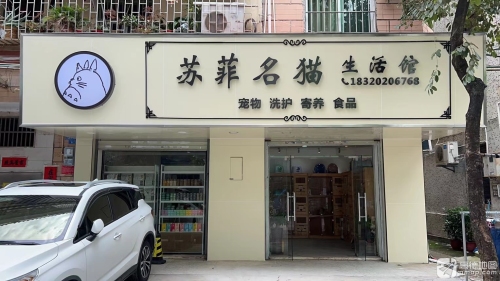 苏菲名猫 生活馆
18320206768
宠物 洗护 寄养 食品